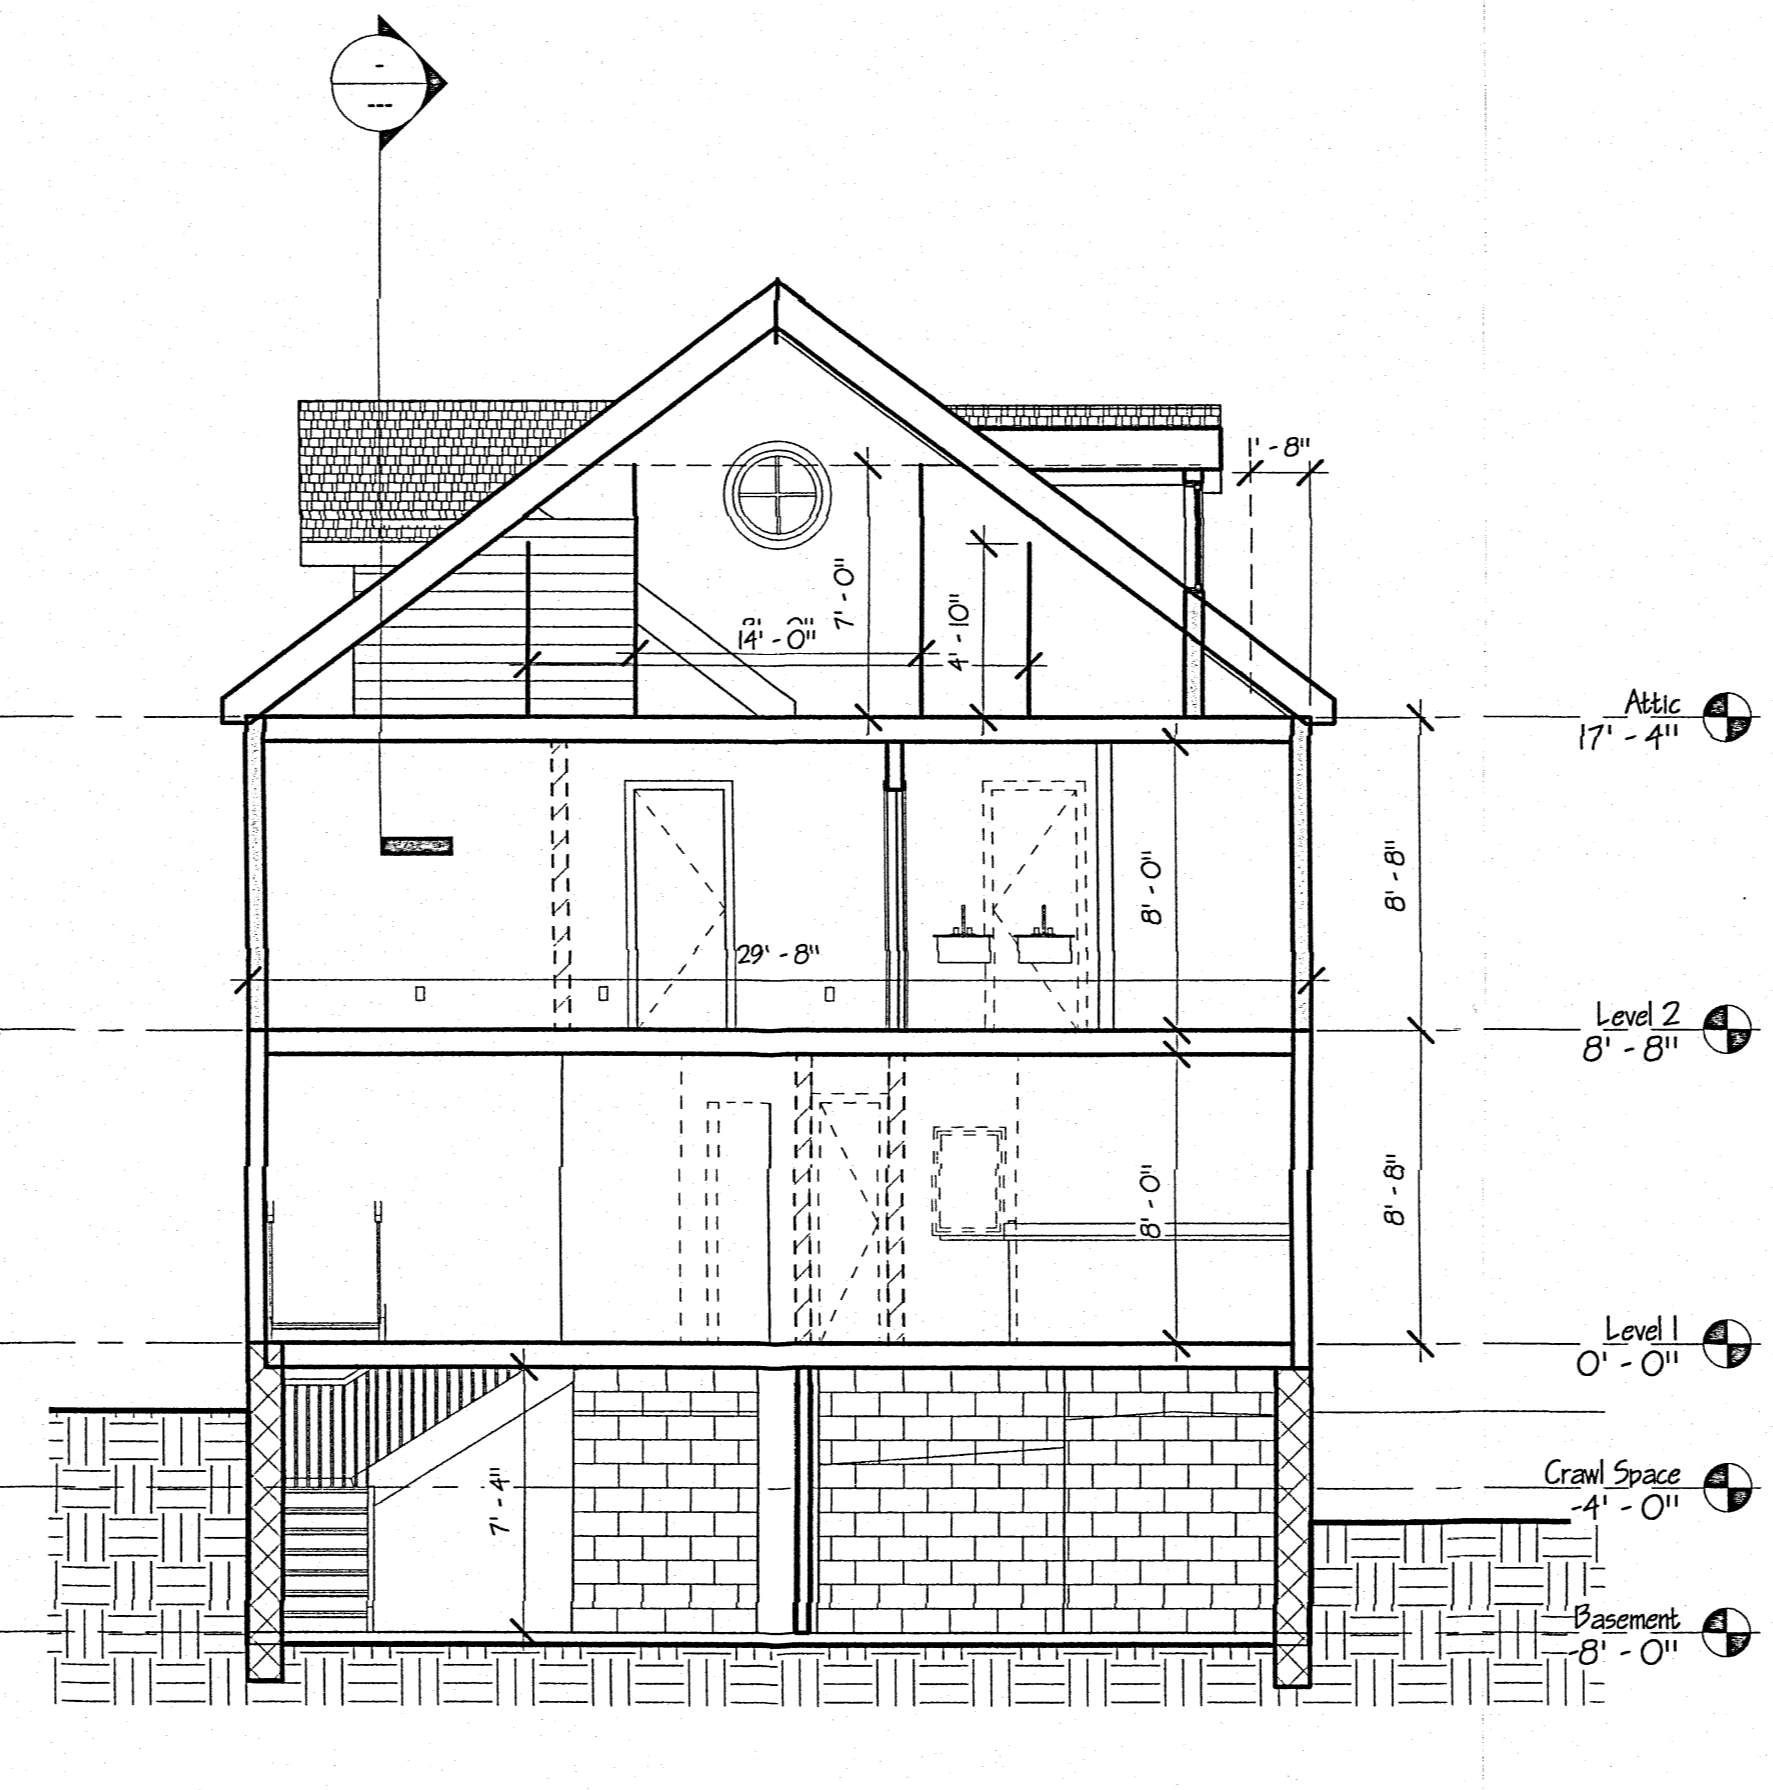 -
---
1' - 8"
7' - 0"
14' - 0"
4' - 10"
Attic
17' - 4"
8' - 0"
8' - 8"
29' - 8"
Level 2
8' - 8"
8' - 0"
8' - 8"
Level 1
0' - 0"
7' - 4"
Crawl Space
-4' - 0"
Basement
-8' - 0"